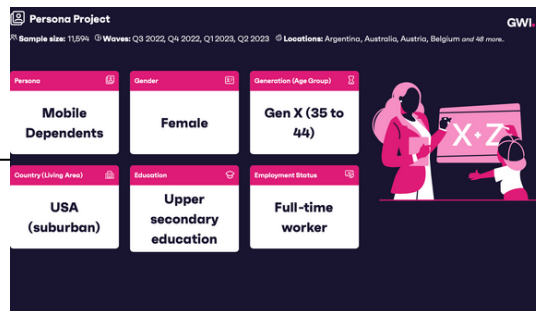 Persona Project
GWI.
Sample size: 11,594 Waves: Q3 2022, Q4 2022, Q1 2023, Q2 2023 Locations: Argentina, Australia, Austria, Belgium and 48 more.
Persona
Mobile
Dependents
Gender
Female
Generation (Age Group)
Gen X (35 to
44)
X+Z
Country (Living Area)
USA
(suburban)
Education
Upper
secondary
education
Employment Status
Full-time
worker